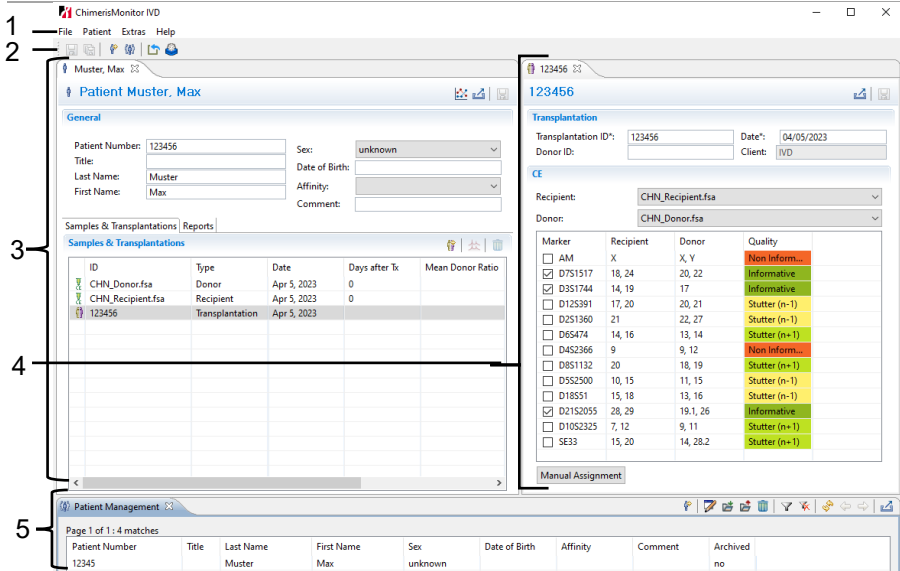 ChimerisMonitor IVD
1
File Patient Extras Help
2
Muster, Max
Patient Muster, Max
General
Patient Number: 123456
Title:
Last Name: Muster
First Name: Max
Sex: unknown
Date of Birth:
Affinity:
Comment:
Samples & Transplantations Reports
3
Samples & Transplantations
ID Type Date Days after Tx Mean Donor Ratio
CHN_Donor.fsa Donor Apr 5, 2023 0
CHN_Recipient.fsa Recipient Apr 5, 2023 0
123456 Transplantation Apr 5, 2023
4
123456
123456
Transplantation
Transplantation ID*: 123456 Date*: 04/05/2023
Donor ID: Client: IVD
CE
Recipient: CHN_Recipient.fsa
Donor: CHN_Donor.fsa
Marker Recipient Donor Quality
AM X X, Y Non Inform...
D7S1517 18, 24 20, 22 Informative
D3S1744 14, 19 17 Informative
D12S391 17, 20 20, 21 Stutter (n-1)
D2S1360 21 22, 27 Stutter (n-1)
D6S474 14, 16 13, 14 Stutter (n+1)
D4S2366 9 9, 12 Non Inform...
D8S1132 20 18, 19 Stutter (n+1)
D5S2500 10, 15 11, 15 Stutter (n-1)
D18S51 15, 18 13, 16 Stutter (n-1)
D21S2055 28, 29 19.1, 26 Informative
D10S2325 7, 12 9, 11 Stutter (n+1)
SE33 15, 20 14, 28.2 Stutter (n+1)
Manual Assignment
5
Patient Management
Page 1 of 1 : 4 matches
Patient Number Title Last Name First Name Sex Date of Birth Affinity Comment Archived
12345 Muster Max unknown no